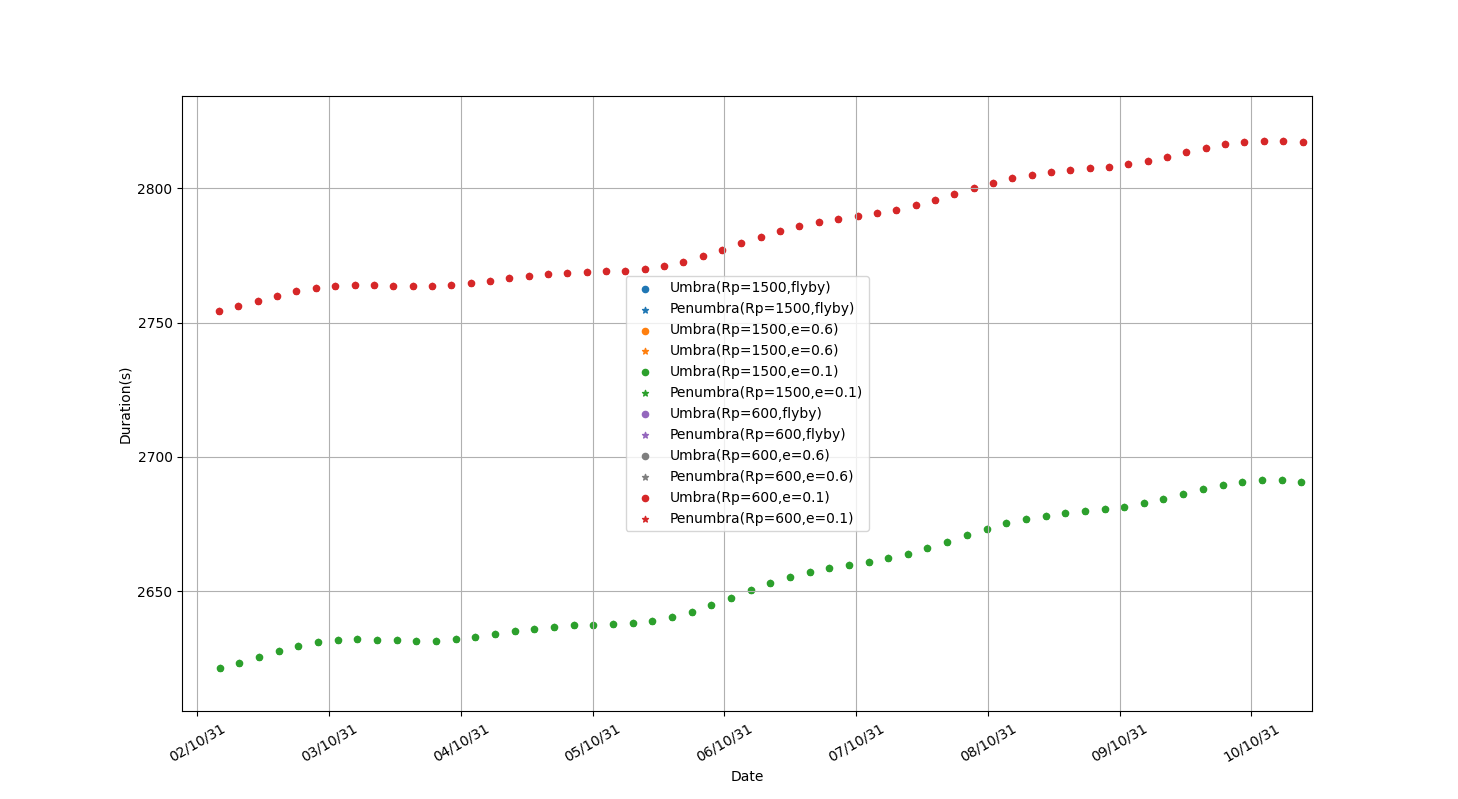 2800
2750
2700
2650
Duration(s)
Umbra(Rp=1500,flyby)
Penumbra(Rp=1500,flyby)
Umbra(Rp=1500,e=0.6)
Umbra(Rp=1500,e=0.6)
Umbra(Rp=1500,e=0.1)
Penumbra(Rp=1500,e=0.1)
Umbra(Rp=600,flyby)
Penumbra(Rp=600,flyby)
Umbra(Rp=600,e=0.6)
Penumbra(Rp=600,e=0.6)
Umbra(Rp=600,e=0.1)
Penumbra(Rp=600,e=0.1)
02/10/31 03/10/31 04/10/31 05/10/31 06/10/31 07/10/31 08/10/31 09/10/31 10/10/31
Date